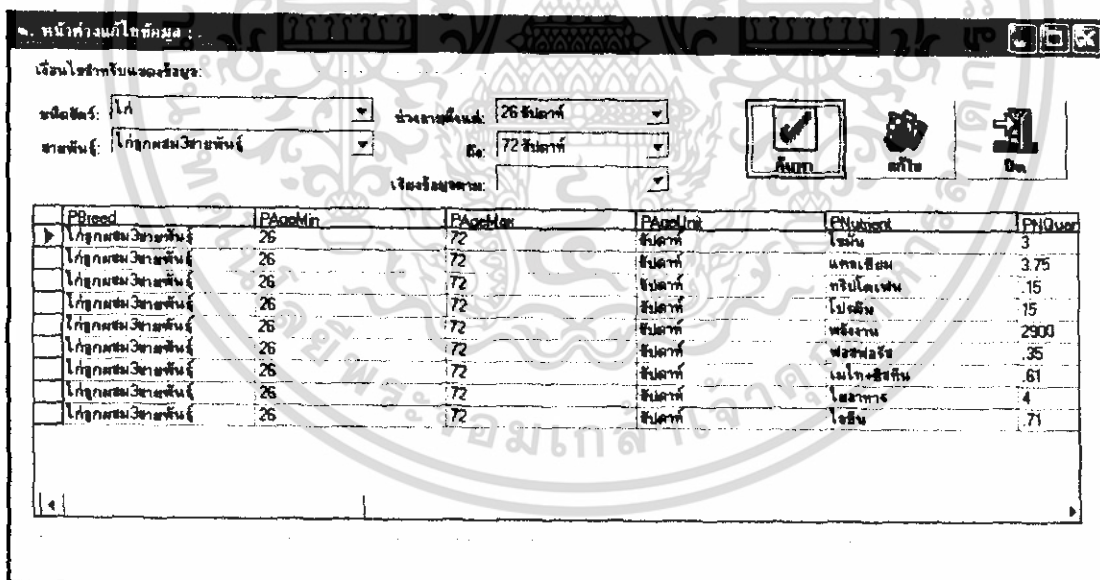 หน้าต่างแก้ไขข้อมูล :
เงื่อนไขสำหรับแสดงข้อมูล:
ชนิดสัตว์: ไก่ ช่วงอายุตั้งแต่: 26 สัปดาห์
สายพันธุ์: ไก่ลูกผสม3สายพันธุ์ ถึง: 72 สัปดาห์
เรียงข้อมูลตาม:
ค้นหา แก้ไข ปิด
PBreed PAgeMin PAgeMax PAgeUnit PNutrient PNQuan
ไก่ลูกผสม3สายพันธุ์ 26 72 สัปดาห์ ไขมัน 3
ไก่ลูกผสม3สายพันธุ์ 26 72 สัปดาห์ แคลเซียม 3.75
ไก่ลูกผสม3สายพันธุ์ 26 72 สัปดาห์ ทริปโตเฟน .15
ไก่ลูกผสม3สายพันธุ์ 26 72 สัปดาห์ โปรตีน 15
ไก่ลูกผสม3สายพันธุ์ 26 72 สัปดาห์ พลังงาน 2900
ไก่ลูกผสม3สายพันธุ์ 26 72 สัปดาห์ ฟอสฟอรัส .35
ไก่ลูกผสม3สายพันธุ์ 26 72 สัปดาห์ เมโท+ซีสทีน .61
ไก่ลูกผสม3สายพันธุ์ 26 72 สัปดาห์ ใยอาหาร 4
ไก่ลูกผสม3สายพันธุ์ 26 72 สัปดาห์ ไลซีน .71